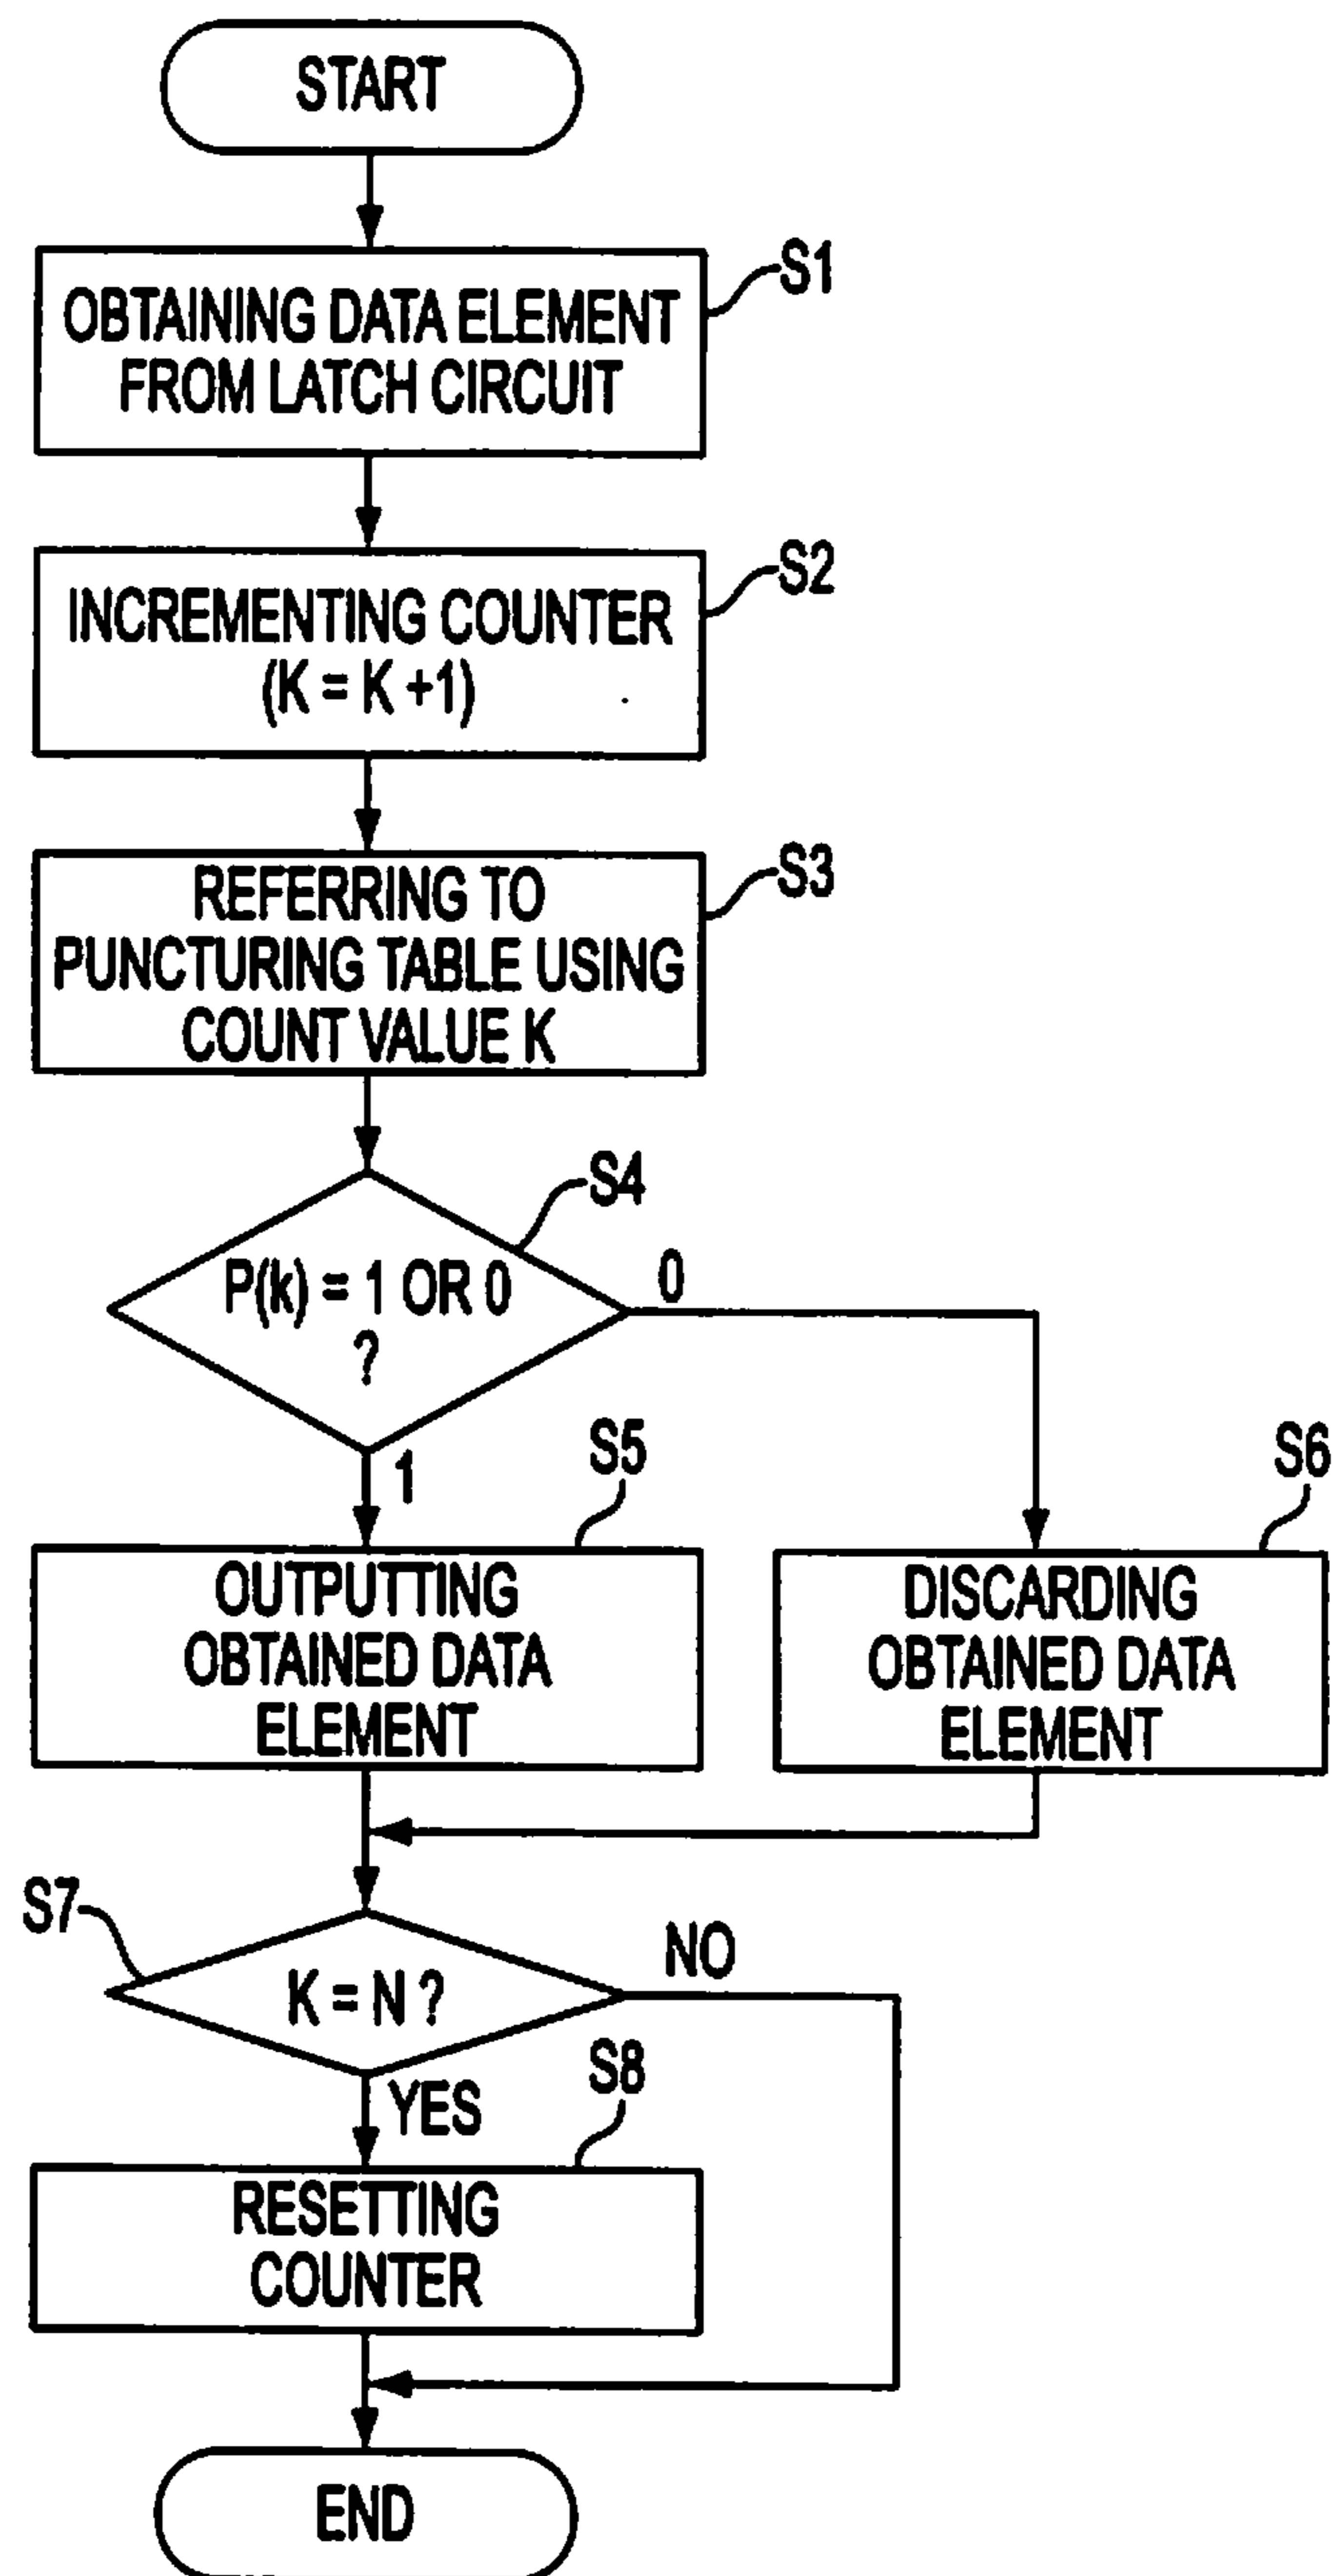 START
S1
OBTAINING DATA ELEMENT
FROM LATCH CIRCUIT
S2
INCREMENTING COUNTER
(K = K +1)
S3
REFERRING TO
PUNCTURING TABLE USING
COUNT VALUE K
S4
P(k) = 1 OR 0
?
0
1
S5
OUTPUTTING
OBTAINED DATA
ELEMENT
S6
DISCARDING
OBTAINED DATA
ELEMENT
S7
K = N ?
NO
YES
S8
RESETTING
COUNTER
END